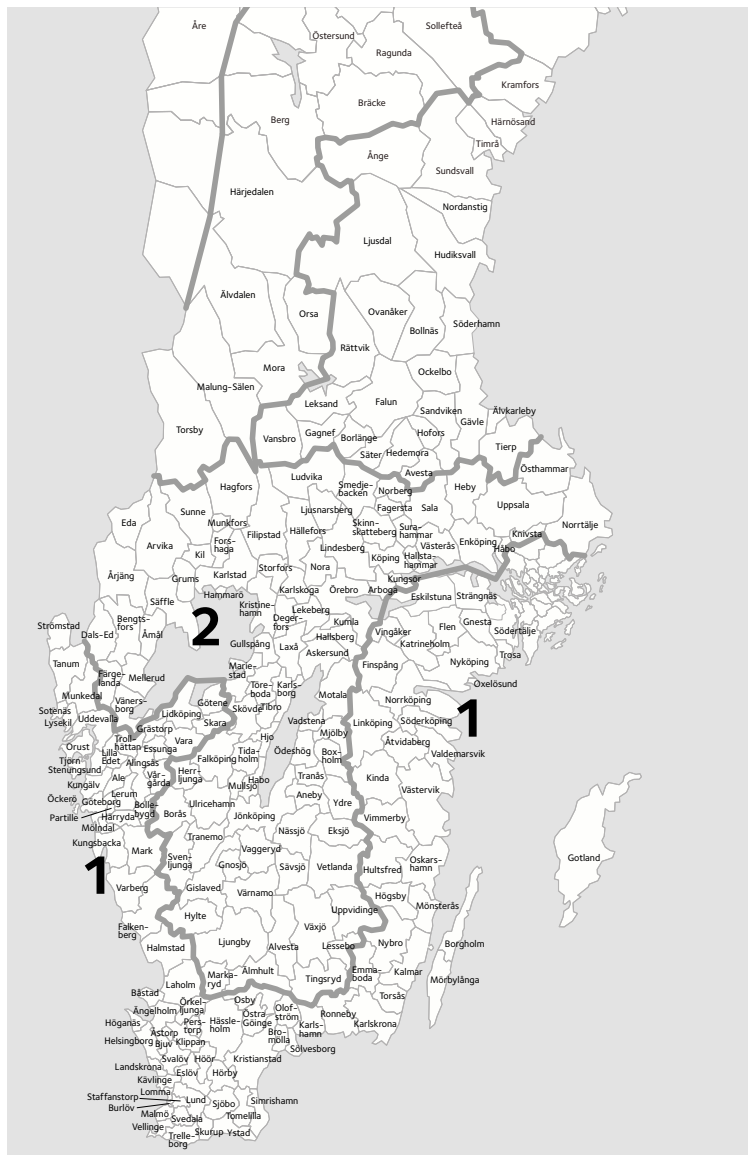 Åre
Östersund
Sollefteå
Ragunda
Kramfors
Bräcke
Berg
Härnösand
Timrå
Ånge
Sundsvall
Härjedalen
Nordanstig
Ljusdal
Hudiksvall
Älvdalen
Orsa
Ovanåker
Söderhamn
Bollnäs
Rättvik
Mora
Ockelbo
Malung-Sälen
Leksand
Falun
Sandviken
Älvkarleby
Gävle
Torsby
Vansbro
Gagnef
Borlänge
Hofors
Tierp
Säter
Hedemora
Östhammar
Avesta
Ludvika
Hagfors
Smedje-
backen
Norberg
Heby
Uppsala
Sunne
Ljusnarsberg
Fagersta
Sala
Eda
Munkfors
Skinn-
skatteberg
Sura-
hammar
Norrtälje
Filipstad
Hällefors
Knivsta
Arvika
Fors-
haga
Lindesberg
Västerås
Enköping
Håbo
Kil
Köping
Hallsta-
hammar
Storfors
Nora
Årjäng
Grums
Karlstad
Kungsör
Karlskoga
Örebro
Arboga
Eskilstuna
Strängnäs
Säffle
Hammarö
Kristine-
hamn
Lekeberg
2
Bengts-
fors
Deger-
fors
Kumla
Strömstad
Dals-Ed
Åmål
Hallsberg
Vingåker
Flen
Gnesta
Södertälje
Gullspång
Laxå
Askersund
Katrineholm
Tanum
Marie-
stad
Finspång
Nyköping
Trosa
Färge-
landa
Mellerud
Töre-
boda
Karls-
borg
Oxelösund
Munkedal
Väners-
borg
Götene
Motala
Norrköping
1
Sotenäs
Lysekil
Uddevalla
Lidköping
Skövde
Tibro
Skara
Vadstena
Linköping
Söderköping
Grästorp
Mjölby
Orust
Troll-
hättan
Vara
Hjo
Åtvidaberg
Lilla
Edet
Essunga
Tida-
holm
Ödeshög
Box-
holm
Valdemarsvik
Tjörn
Alingsås
Falköping
Stenungsund
Ale
Vår-
gårda
Herr-
ljunga
Habo
Tranås
Kinda
Kungälv
Mullsjö
Västervik
Öckerö
Göteborg
Lerum
Bolle-
bygd
Ulricehamn
Aneby
Ydre
Partille
Härryda
Borås
Jönköping
Vimmerby
Mölndal
Nässjö
Eksjö
Kungsbacka
Tranemo
Mark
Vaggeryd
Sven-
ljunga
Gnosjö
Sävsjö
Vetlanda
Hultsfred
Oskars-
hamn
1
Gotland
Varberg
Gislaved
Värnamo
Högsby
Mönsterås
Hylte
Uppvidinge
Falken-
berg
Växjö
Halmstad
Ljungby
Alvesta
Lessebo
Nybro
Borgholm
Marka-
ryd
Älmhult
Tingsryd
Emma-
boda
Kalmar
Mörbylånga
Laholm
Båstad
Torsås
Örkel-
ljunga
Osby
Ängelholm
Olof-
ström
Ronneby
Höganäs
Pers-
torp
Hässle-
holm
Östra
Göinge
Karls-
hamn
Karlskrona
Åstorp
Bro-
mölla
Helsingborg
Bjuv
Klippan
Sölvesborg
Svalöv
Höör
Kristianstad
Landskrona
Eslöv
Hörby
Kävlinge
Lomma
Staffanstorp
Lund
Sjöbo
Simrishamn
Burlöv
Malmö
Svedala
Tomelilla
Vellinge
Skurup
Ystad
Trelle-
borg